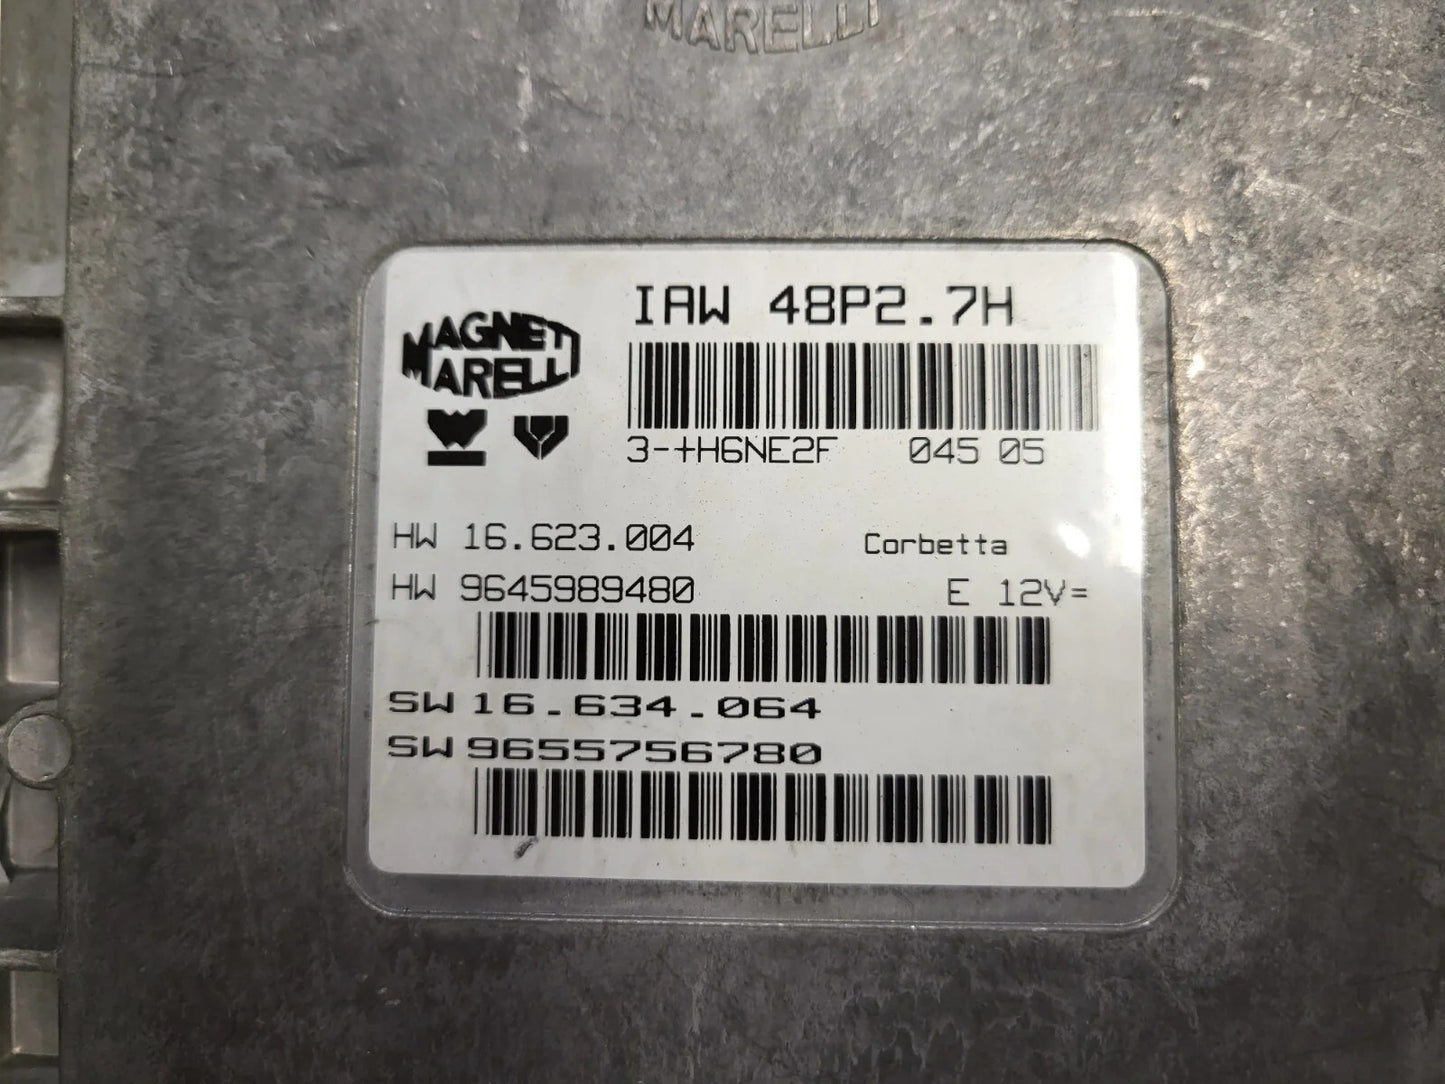 MARELLI
IAW 48P2.7H
MAGNETI
MARELLI
3-+H6NE2F 045 05
HW 16.623.004 Corbetta
HW 9645989480 E 12V=
SW 16.634.064
SW 9655756780